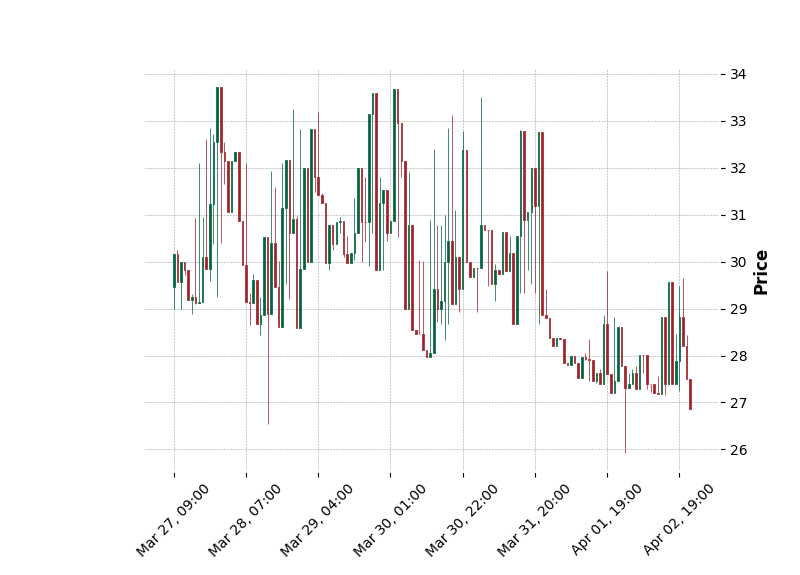 34
33
32
31
30
29
28
27
26
Price
Mar 27, 09:00
Mar 28, 07:00
Mar 29, 04:00
Mar 30, 01:00
Mar 30, 22:00
Mar 31, 20:00
Apr 01, 19:00
Apr 02, 19:00